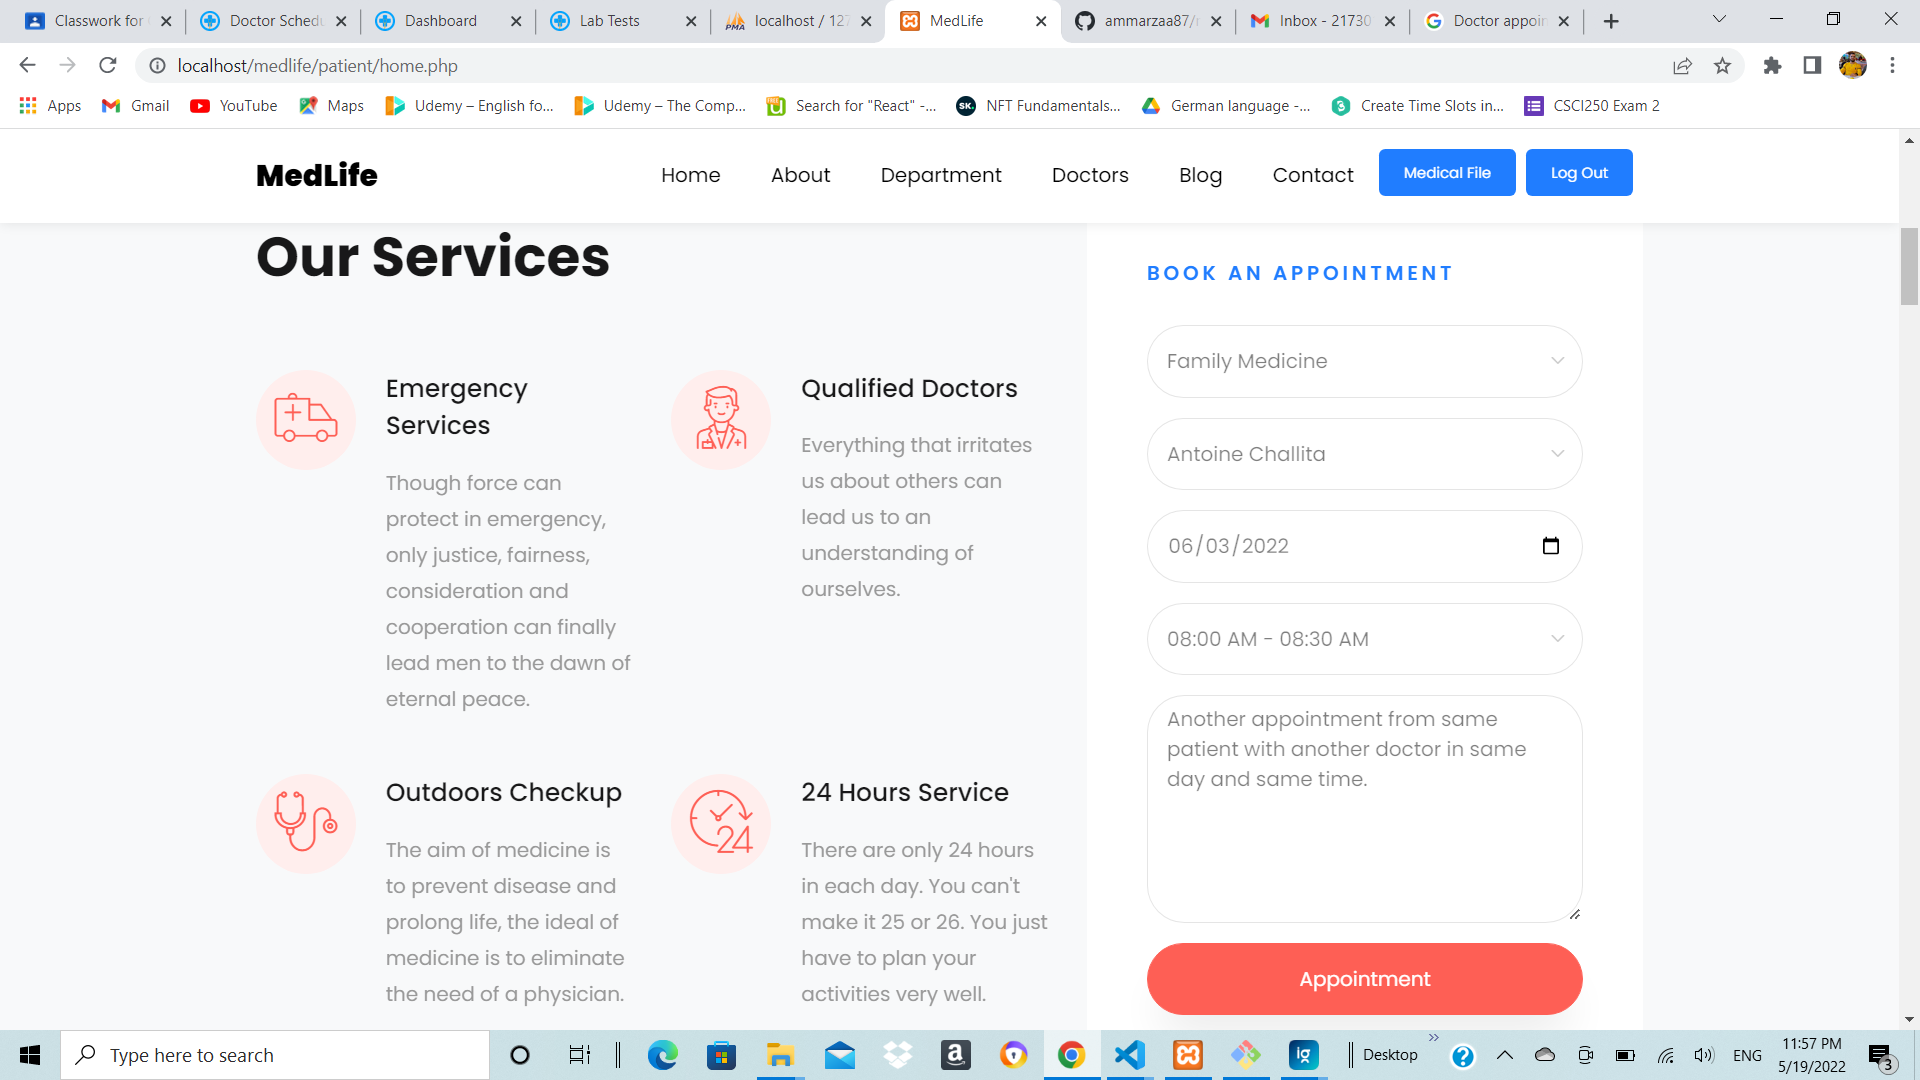 Classwork for
Doctor Schedu
Dashboard
Lab Tests
PMA
localhost / 127
MedLife
ammarzaa87/
Inbox - 21730
Doctor appoin
localhost/medlife/patient/home.php
Apps
Gmail
YouTube
Maps
Udemy – English fo...
Udemy – The Comp...
Search for "React" -...
SK.
NFT Fundamentals...
German language -...
Create Time Slots in...
CSCI250 Exam 2
MedLife
Home
About
Department
Doctors
Blog
Contact
Medical File
Log Out
Our Services
Emergency
Services
Though force can
protect in emergency,
only justice, fairness,
consideration and
cooperation can finally
lead men to the dawn of
eternal peace.
Qualified Doctors
Everything that irritates
us about others can
lead us to an
understanding of
ourselves.
Outdoors Checkup
The aim of medicine is
to prevent disease and
prolong life, the ideal of
medicine is to eliminate
the need of a physician.
24
24 Hours Service
There are only 24 hours
in each day. You can't
make it 25 or 26. You just
have to plan your
activities very well.
BOOK AN APPOINTMENT
Family Medicine
Antoine Challita
06/03/2022
08:00 AM - 08:30 AM
Another appointment from same
patient with another doctor in same
day and same time.
Appointment
Type here to search
a
ig
Desktop
ENG
11:57 PM
5/19/2022
3